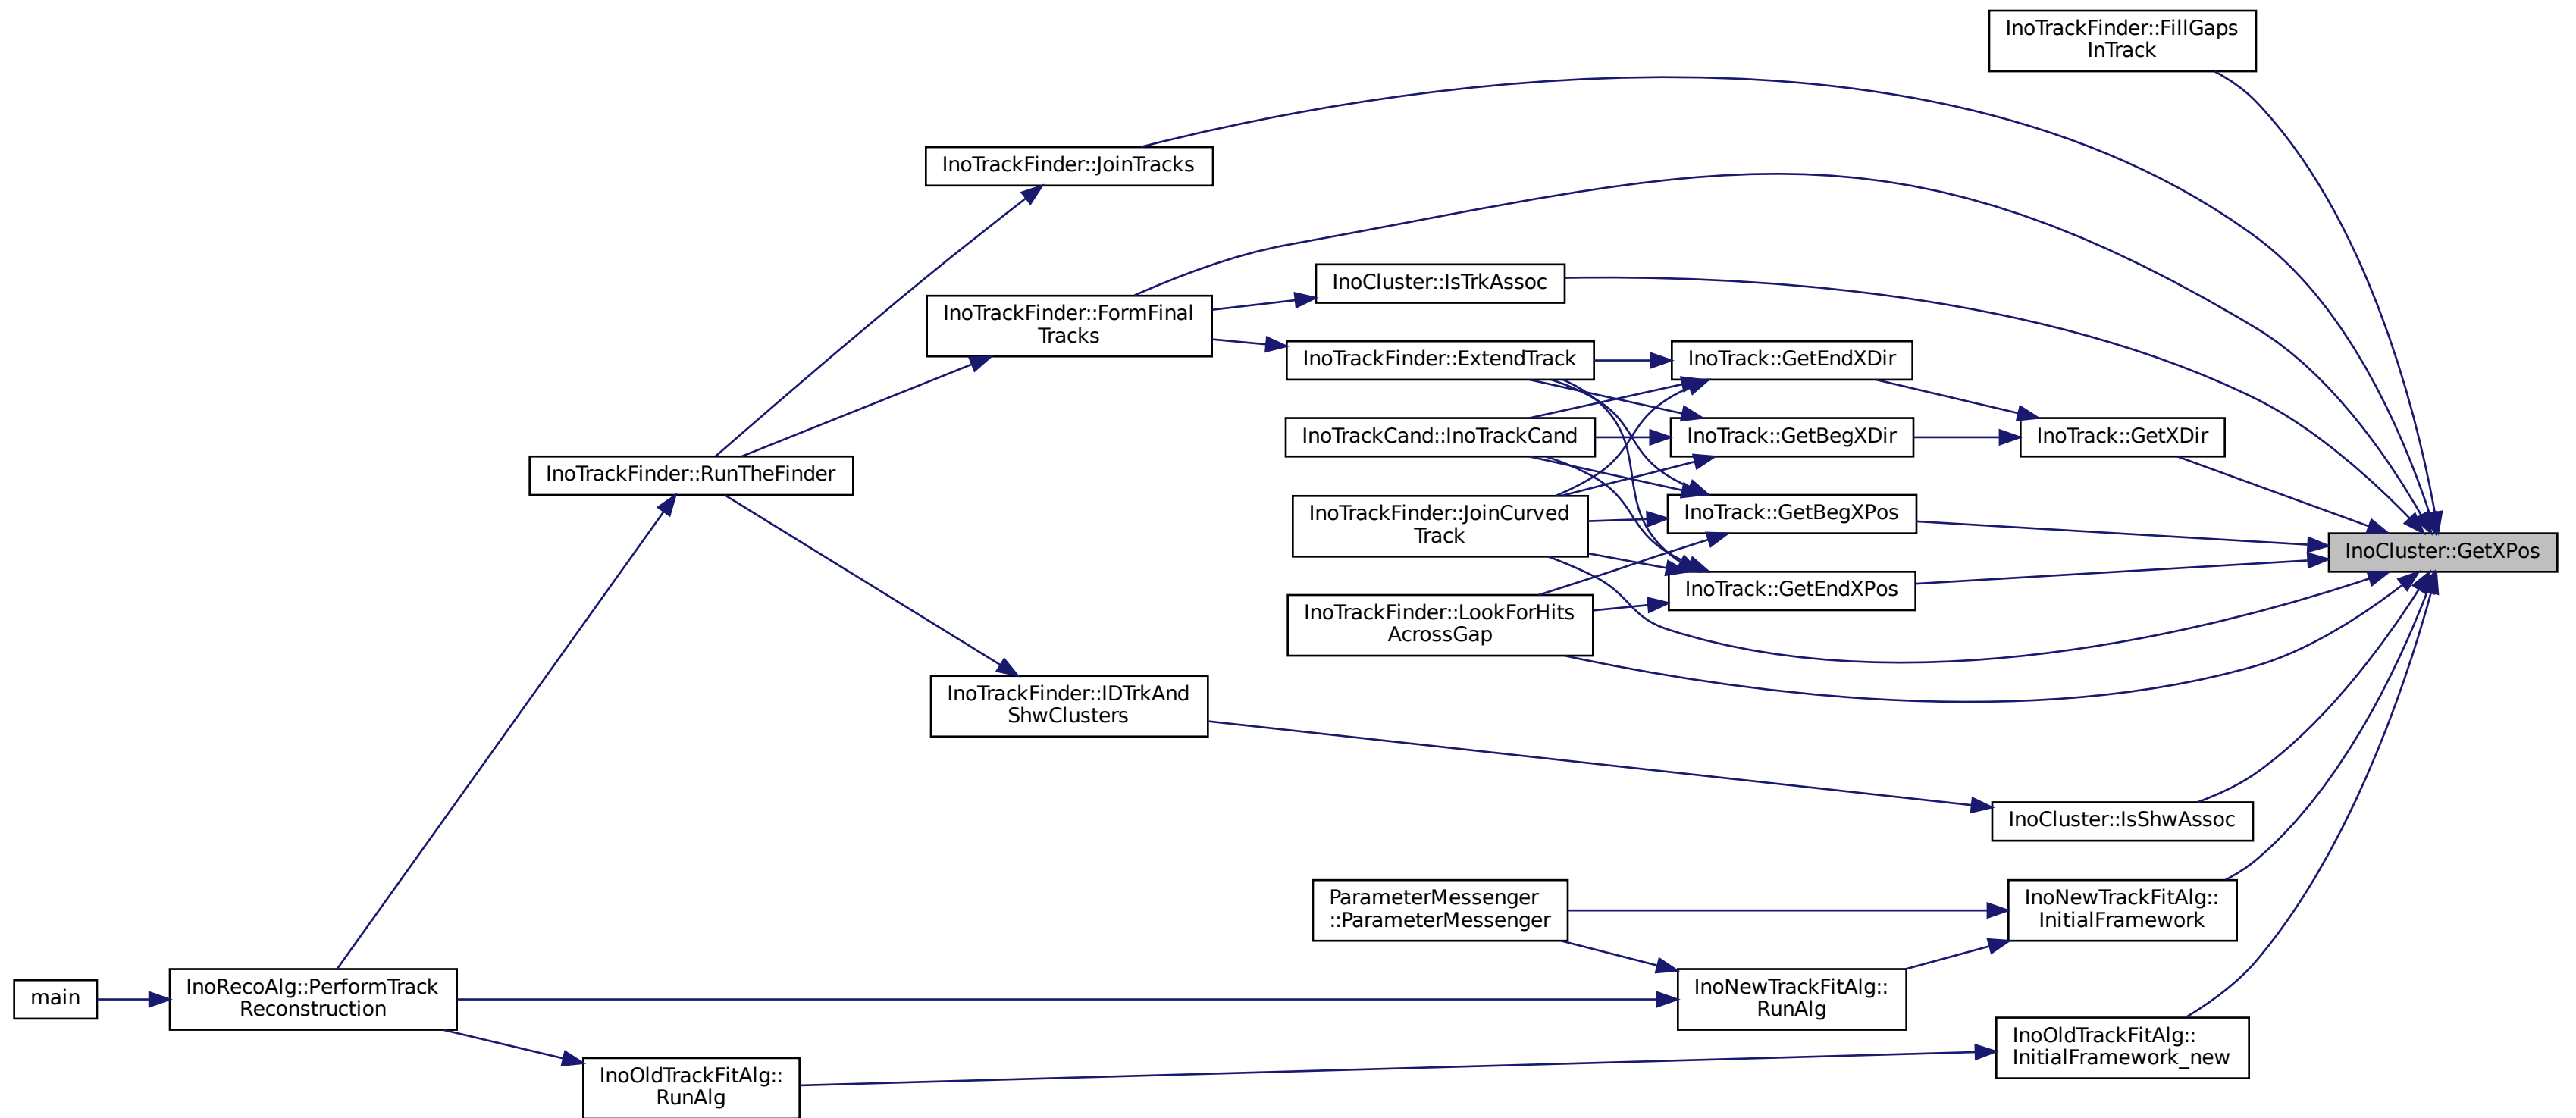 InoTrackFinder::FillGaps
InTrack
InoTrackFinder::JoinTracks
InoCluster::IsTrkAssoc
InoTrackFinder::FormFinal
Tracks
InoTrackFinder::ExtendTrack
InoTrack::GetEndXDir
InoTrackCand::InoTrackCand
InoTrack::GetBegXDir
InoTrack::GetXDir
InoTrackFinder::RunTheFinder
InoTrackFinder::JoinCurved
Track
InoTrack::GetBegXPos
InoCluster::GetXPos
InoTrack::GetEndXPos
InoTrackFinder::LookForHits
AcrossGap
InoTrackFinder::IDTrkAnd
ShwClusters
InoCluster::IsShwAssoc
ParameterMessenger
::ParameterMessenger
InoNewTrackFitAlg::
InitialFramework
main
InoRecoAlg::PerformTrack
Reconstruction
InoNewTrackFitAlg::
RunAlg
InoOldTrackFitAlg::
InitialFramework_new
InoOldTrackFitAlg::
RunAlg